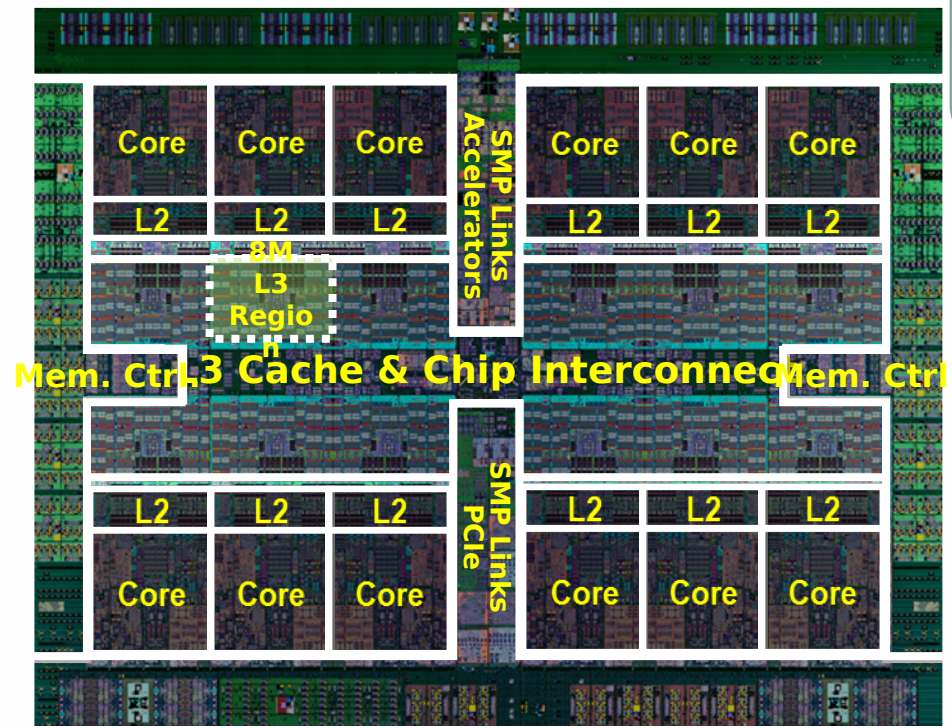 Core
Core
Core
Core
Core
Core
L2
L2
L2
L2
L2
L2
SMP Links
Accelerators
8M
L3
Regio
n
Mem. Ctrl.
L3 Cache & Chip Interconnect
Mem. Ctrl
SMP Links
PCIe
L2
L2
L2
L2
L2
L2
Core
Core
Core
Core
Core
Core